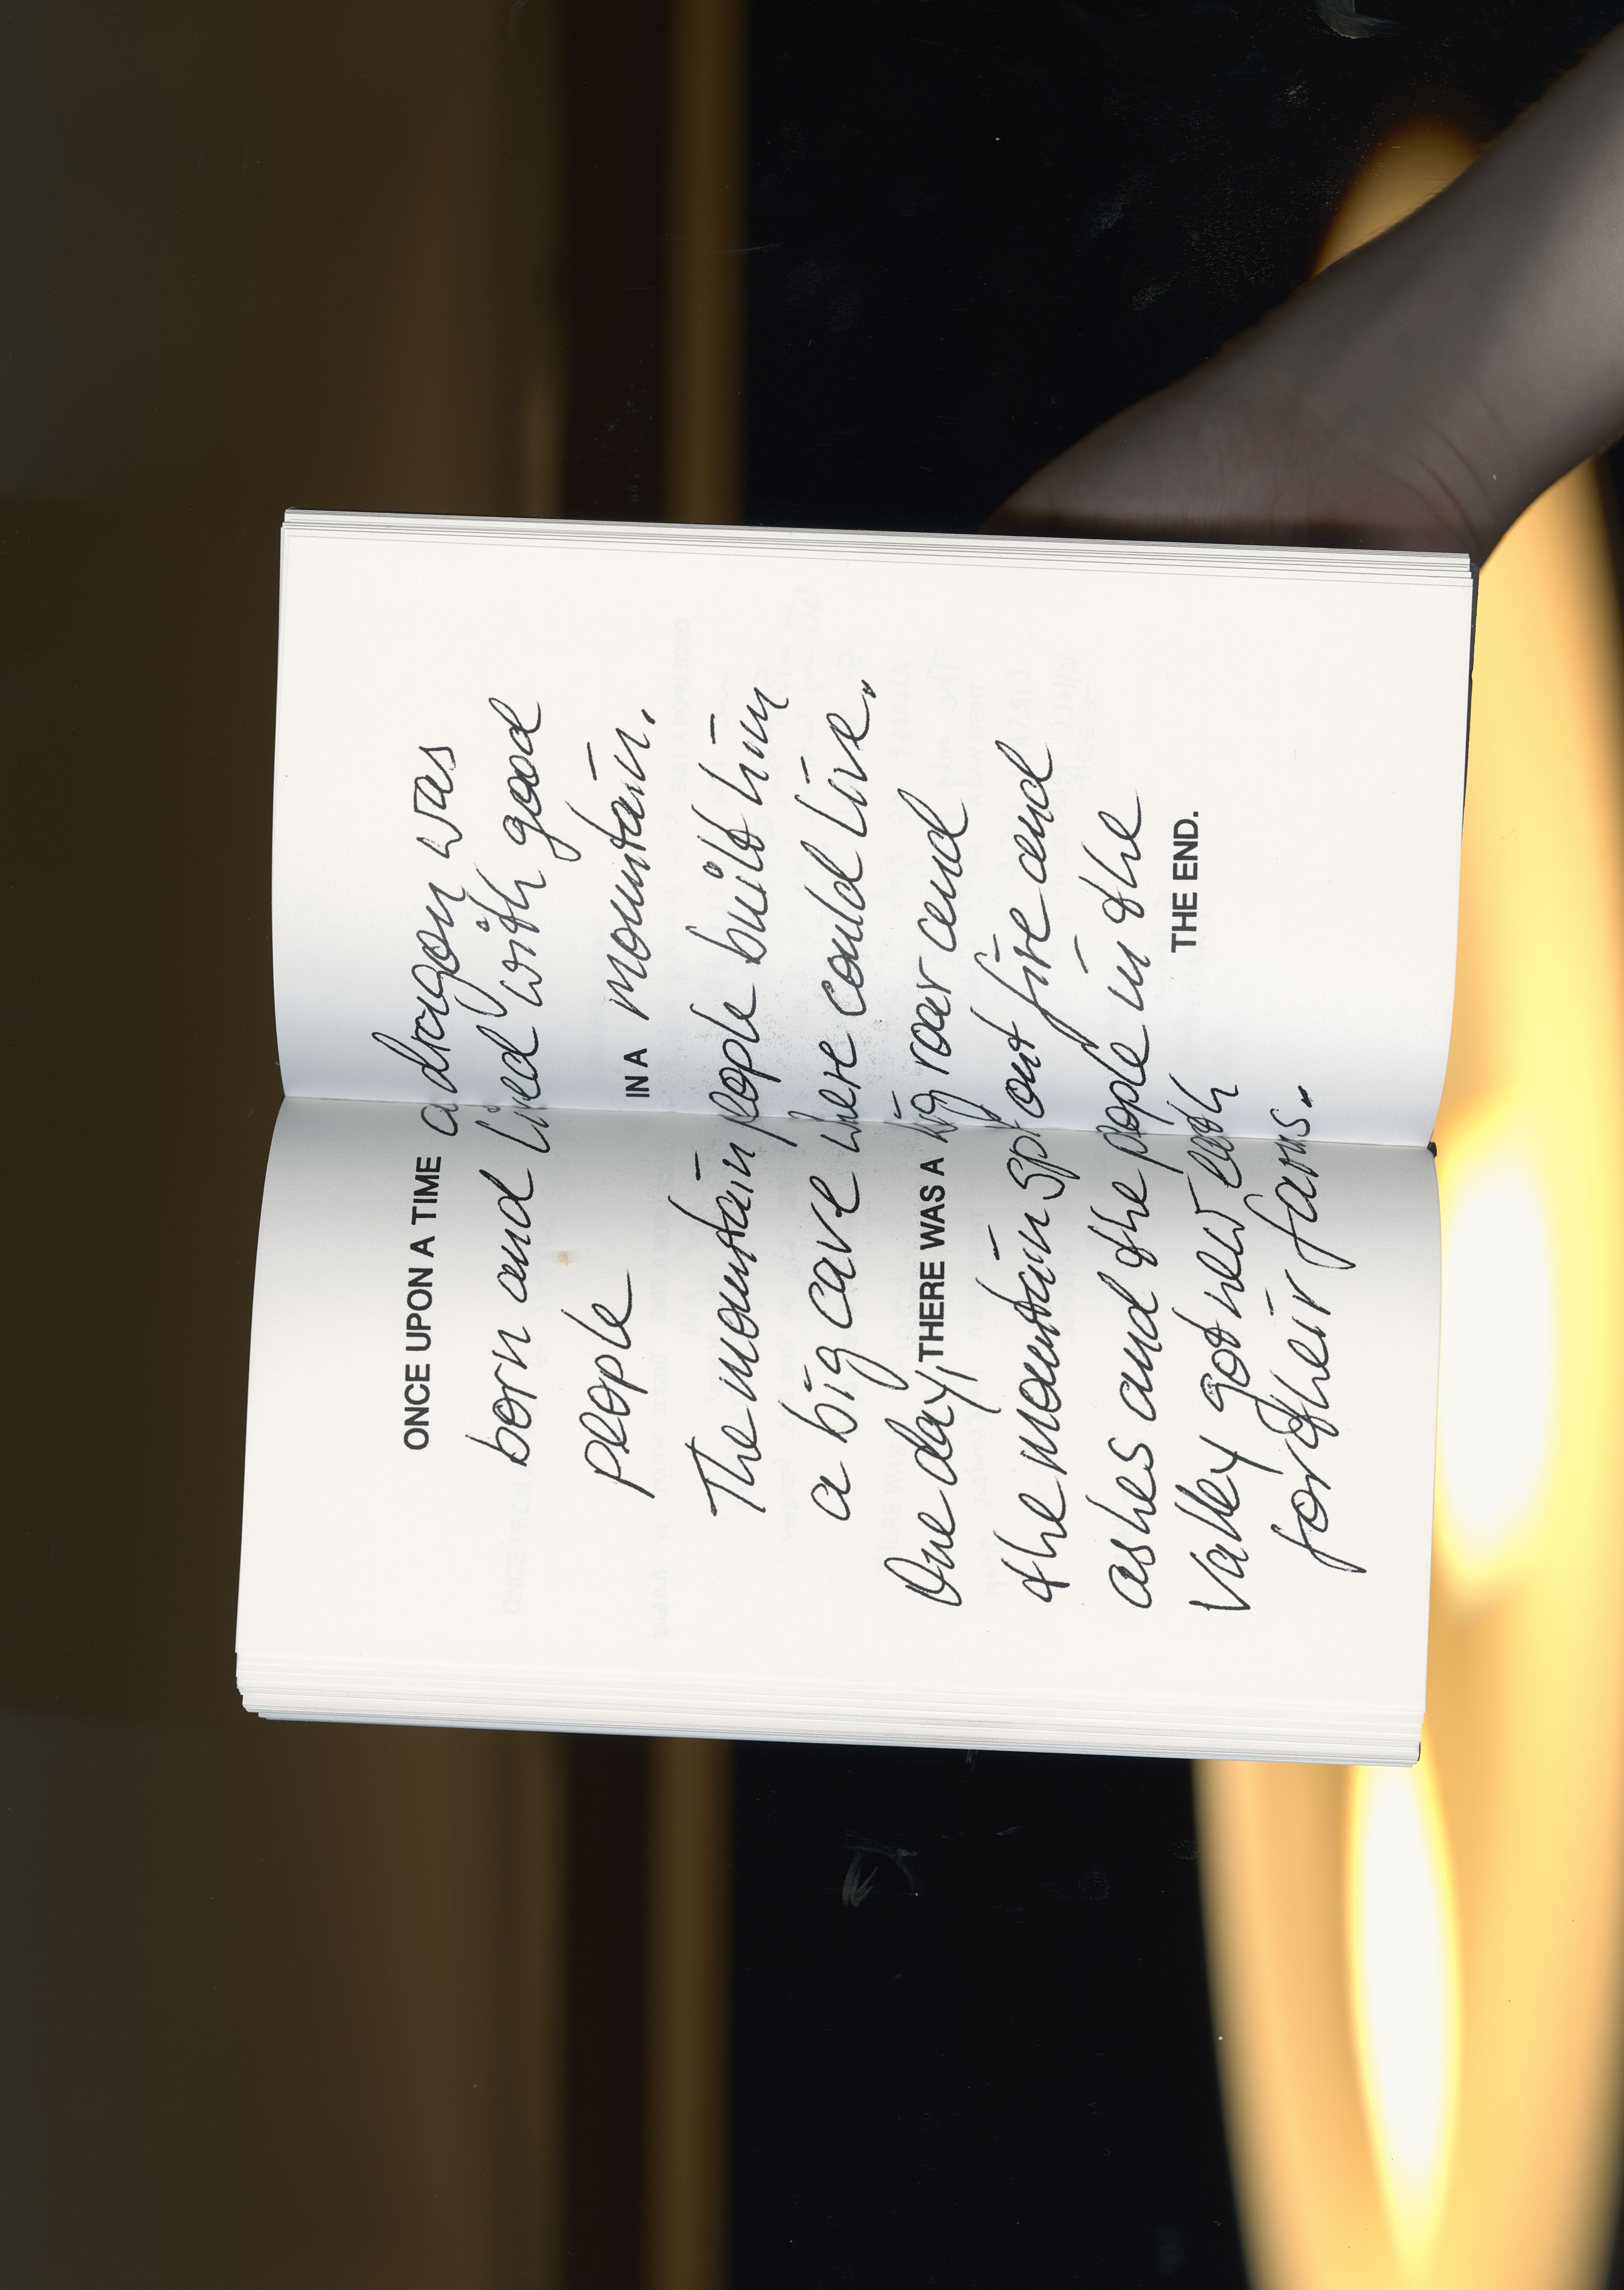 ONCE UPON A TIME a dragon was
born and lived with good
people IN A mountain.
The mountain people build him
a big cave where could live.
One day, THERE WAS A big roar and
the mountain spit out fire and
ashes and the people in the
valley got new earth
THE END.
for their farms.